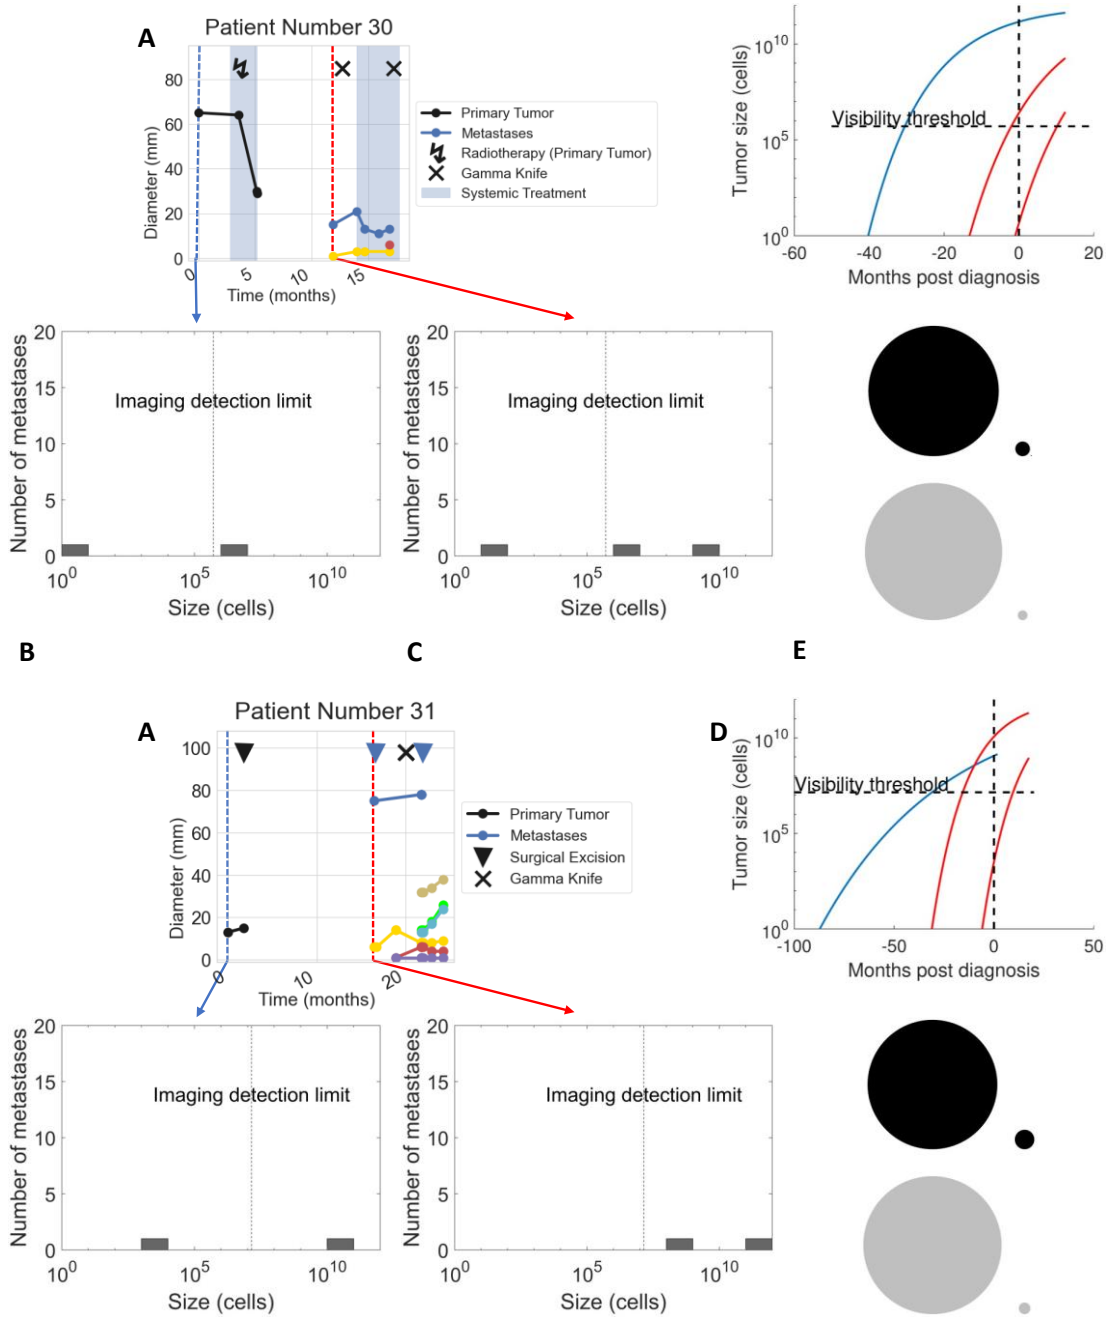 A
Patient Number 30
Diameter (mm)
80
60
40
20
0
0
5
10
15
Time (months)
Primary Tumor
Metastases
Radiotherapy (Primary Tumor)
Gamma Knife
Systemic Treatment
Tumor size (cells)
10^10
10^5
10^0
Visibility threshold
-60
-40
-20
0
20
Months post diagnosis
Number of metastases
20
15
10
5
0
Imaging detection limit
10^0
10^5
10^10
Size (cells)
Number of metastases
20
15
10
5
0
Imaging detection limit
10^0
10^5
10^10
Size (cells)
B
C
E
A
Patient Number 31
Diameter (mm)
100
80
60
40
20
0
0
10
20
Time (months)
Primary Tumor
Metastases
Surgical Excision
Gamma Knife
D
Tumor size (cells)
10^10
10^5
10^0
Visibility threshold
-100
-50
0
50
Months post diagnosis
Number of metastases
20
15
10
5
0
Imaging detection limit
10^0
10^5
10^10
Size (cells)
Number of metastases
20
15
10
5
0
Imaging detection limit
10^0
10^5
10^10
Size (cells)